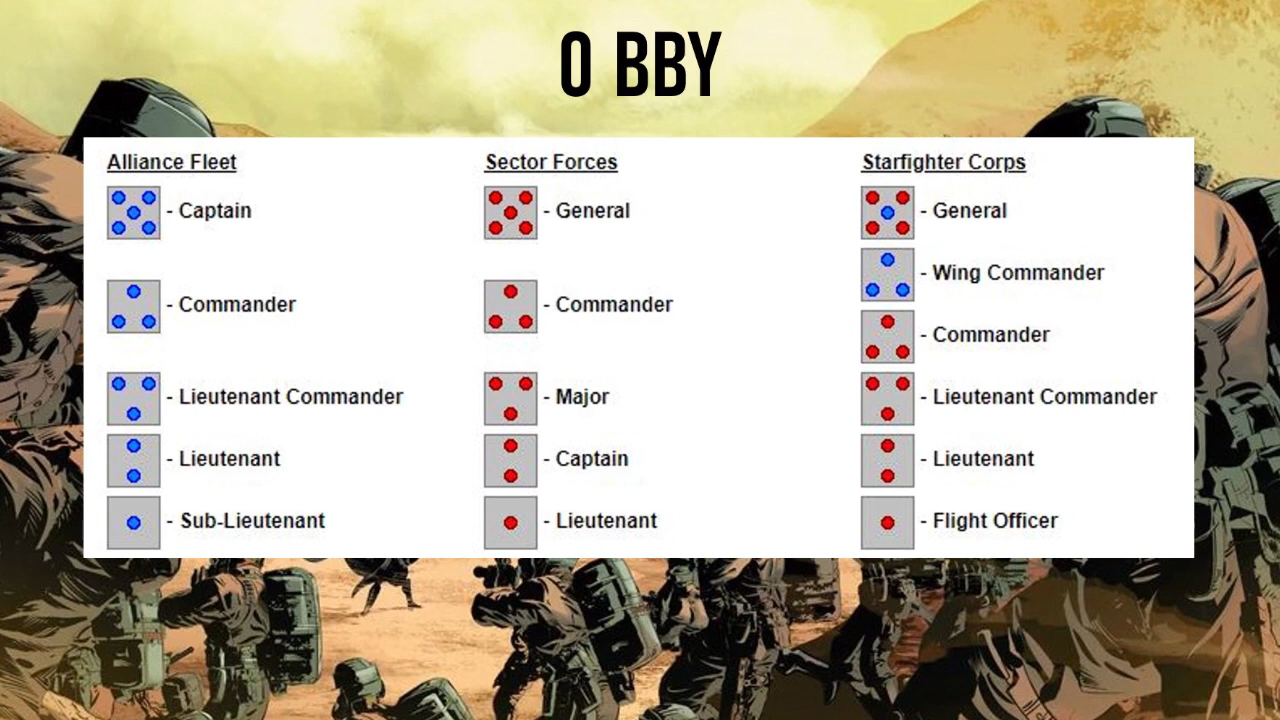 0 BBY
Alliance Fleet
- Captain
- Commander
- Lieutenant Commander
- Lieutenant
- Sub-Lieutenant
Sector Forces
- General
- Commander
- Major
- Captain
- Lieutenant
Starfighter Corps
- General
- Wing Commander
- Commander
- Lieutenant Commander
- Lieutenant
- Flight Officer